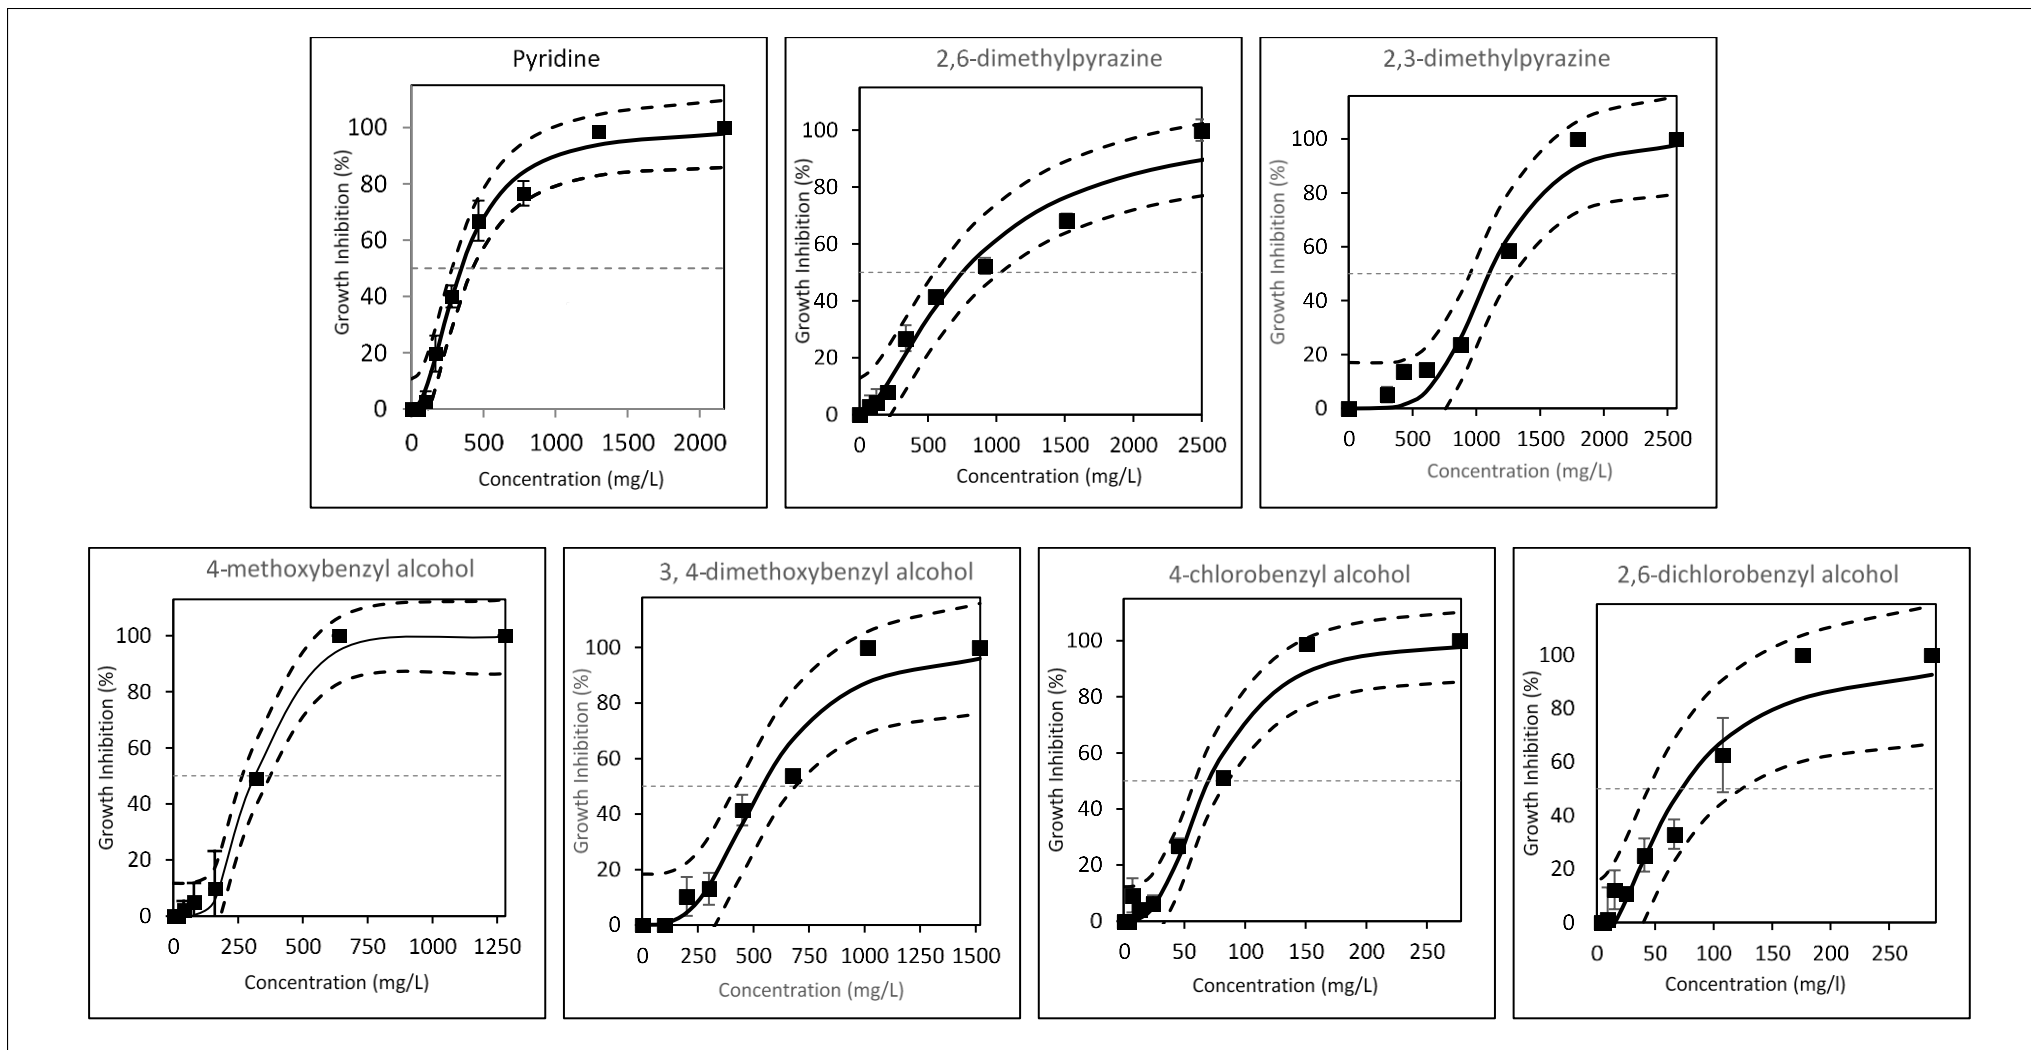 Pyridine
Growth Inhibition (%)
100
80
60
40
20
0
0 500 1000 1500 2000
Concentration (mg/L)
2,6-dimethylpyrazine
Growth Inhibition (%)
100
80
60
40
20
0
0 500 1000 1500 2000 2500
Concentration (mg/L)
2,3-dimethylpyrazine
Growth Inhibition (%)
100
80
60
40
20
0
0 500 1000 1500 2000 2500
Concentration (mg/L)
4-methoxybenzyl alcohol
Growth Inhibition (%)
100
80
60
40
20
0
0 250 500 750 1000 1250
Concentration (mg/L)
3, 4-dimethoxybenzyl alcohol
Growth Inhibition (%)
100
80
60
40
20
0
0 250 500 750 1000 1250 1500
Concentration (mg/L)
4-chlorobenzyl alcohol
Growth Inhibition (%)
100
80
60
40
20
0
0 50 100 150 200 250
Concentration (mg/L)
2,6-dichlorobenzyl alcohol
Growth Inhibition (%)
100
80
60
40
20
0
0 50 100 150 200 250
Concentration (mg/l)